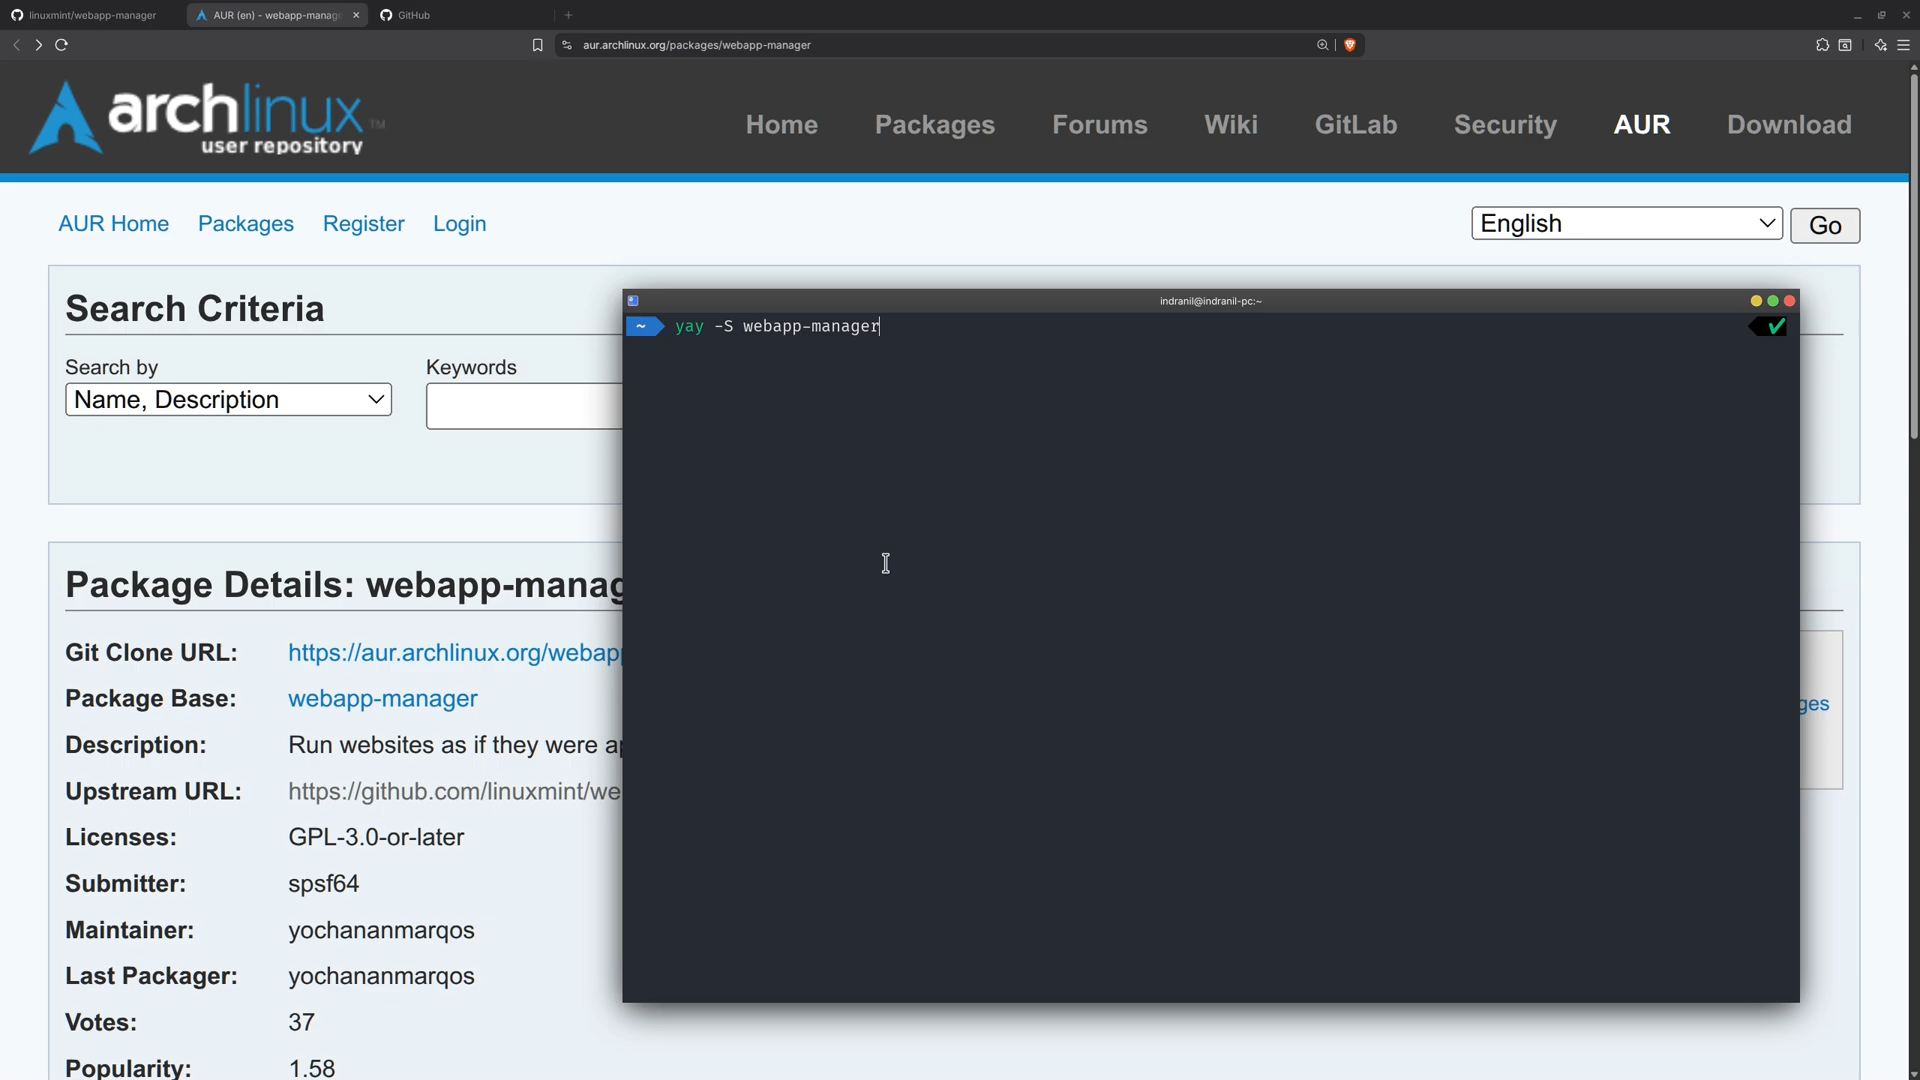 linuxmint/webapp-manager
AUR (en) - webapp-manag
GitHub
aur.archlinux.org/packages/webapp-manager
archlinux TM
user repository
Home Packages Forums Wiki GitLab Security AUR Download
AUR Home Packages Register Login
English
Go
Search Criteria
Search by
Keywords
Name, Description
indranil@indranil-pc:~
~ yay -S webapp-manager
Package Details: webapp-manag
Git Clone URL: https://aur.archlinux.org/webapp
Package Base: webapp-manager
ges
Description: Run websites as if they were ap
Upstream URL: https://github.com/linuxmint/we
Licenses: GPL-3.0-or-later
Submitter: spsf64
Maintainer: yochananmarqos
Last Packager: yochananmarqos
Votes: 37
Popularity: 1.58